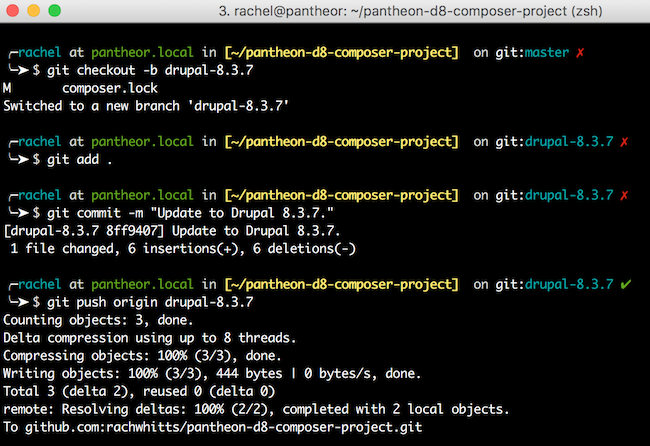 3. rachel@pantheor: ~/pantheon-d8-composer-project (zsh)
╭─rachel at pantheor.local in [~/pantheon-d8-composer-project] on git:master ✗
╰─➤ $ git checkout -b drupal-8.3.7
M composer.lock
Switched to a new branch 'drupal-8.3.7'
╭─rachel at pantheor.local in [~/pantheon-d8-composer-project] on git:drupal-8.3.7 ✗
╰─➤ $ git add .
╭─rachel at pantheor.local in [~/pantheon-d8-composer-project] on git:drupal-8.3.7 ✗
╰─➤ $ git commit -m "Update to Drupal 8.3.7."
[drupal-8.3.7 8ff9407] Update to Drupal 8.3.7.
1 file changed, 6 insertions(+), 6 deletions(-)
╭─rachel at pantheor.local in [~/pantheon-d8-composer-project] on git:drupal-8.3.7 ✔
╰─➤ $ git push origin drupal-8.3.7
Counting objects: 3, done.
Delta compression using up to 8 threads.
Compressing objects: 100% (3/3), done.
Writing objects: 100% (3/3), 444 bytes | 0 bytes/s, done.
Total 3 (delta 2), reused 0 (delta 0)
remote: Resolving deltas: 100% (2/2), completed with 2 local objects.
To github.com:rachwhitts/pantheon-d8-composer-project.git